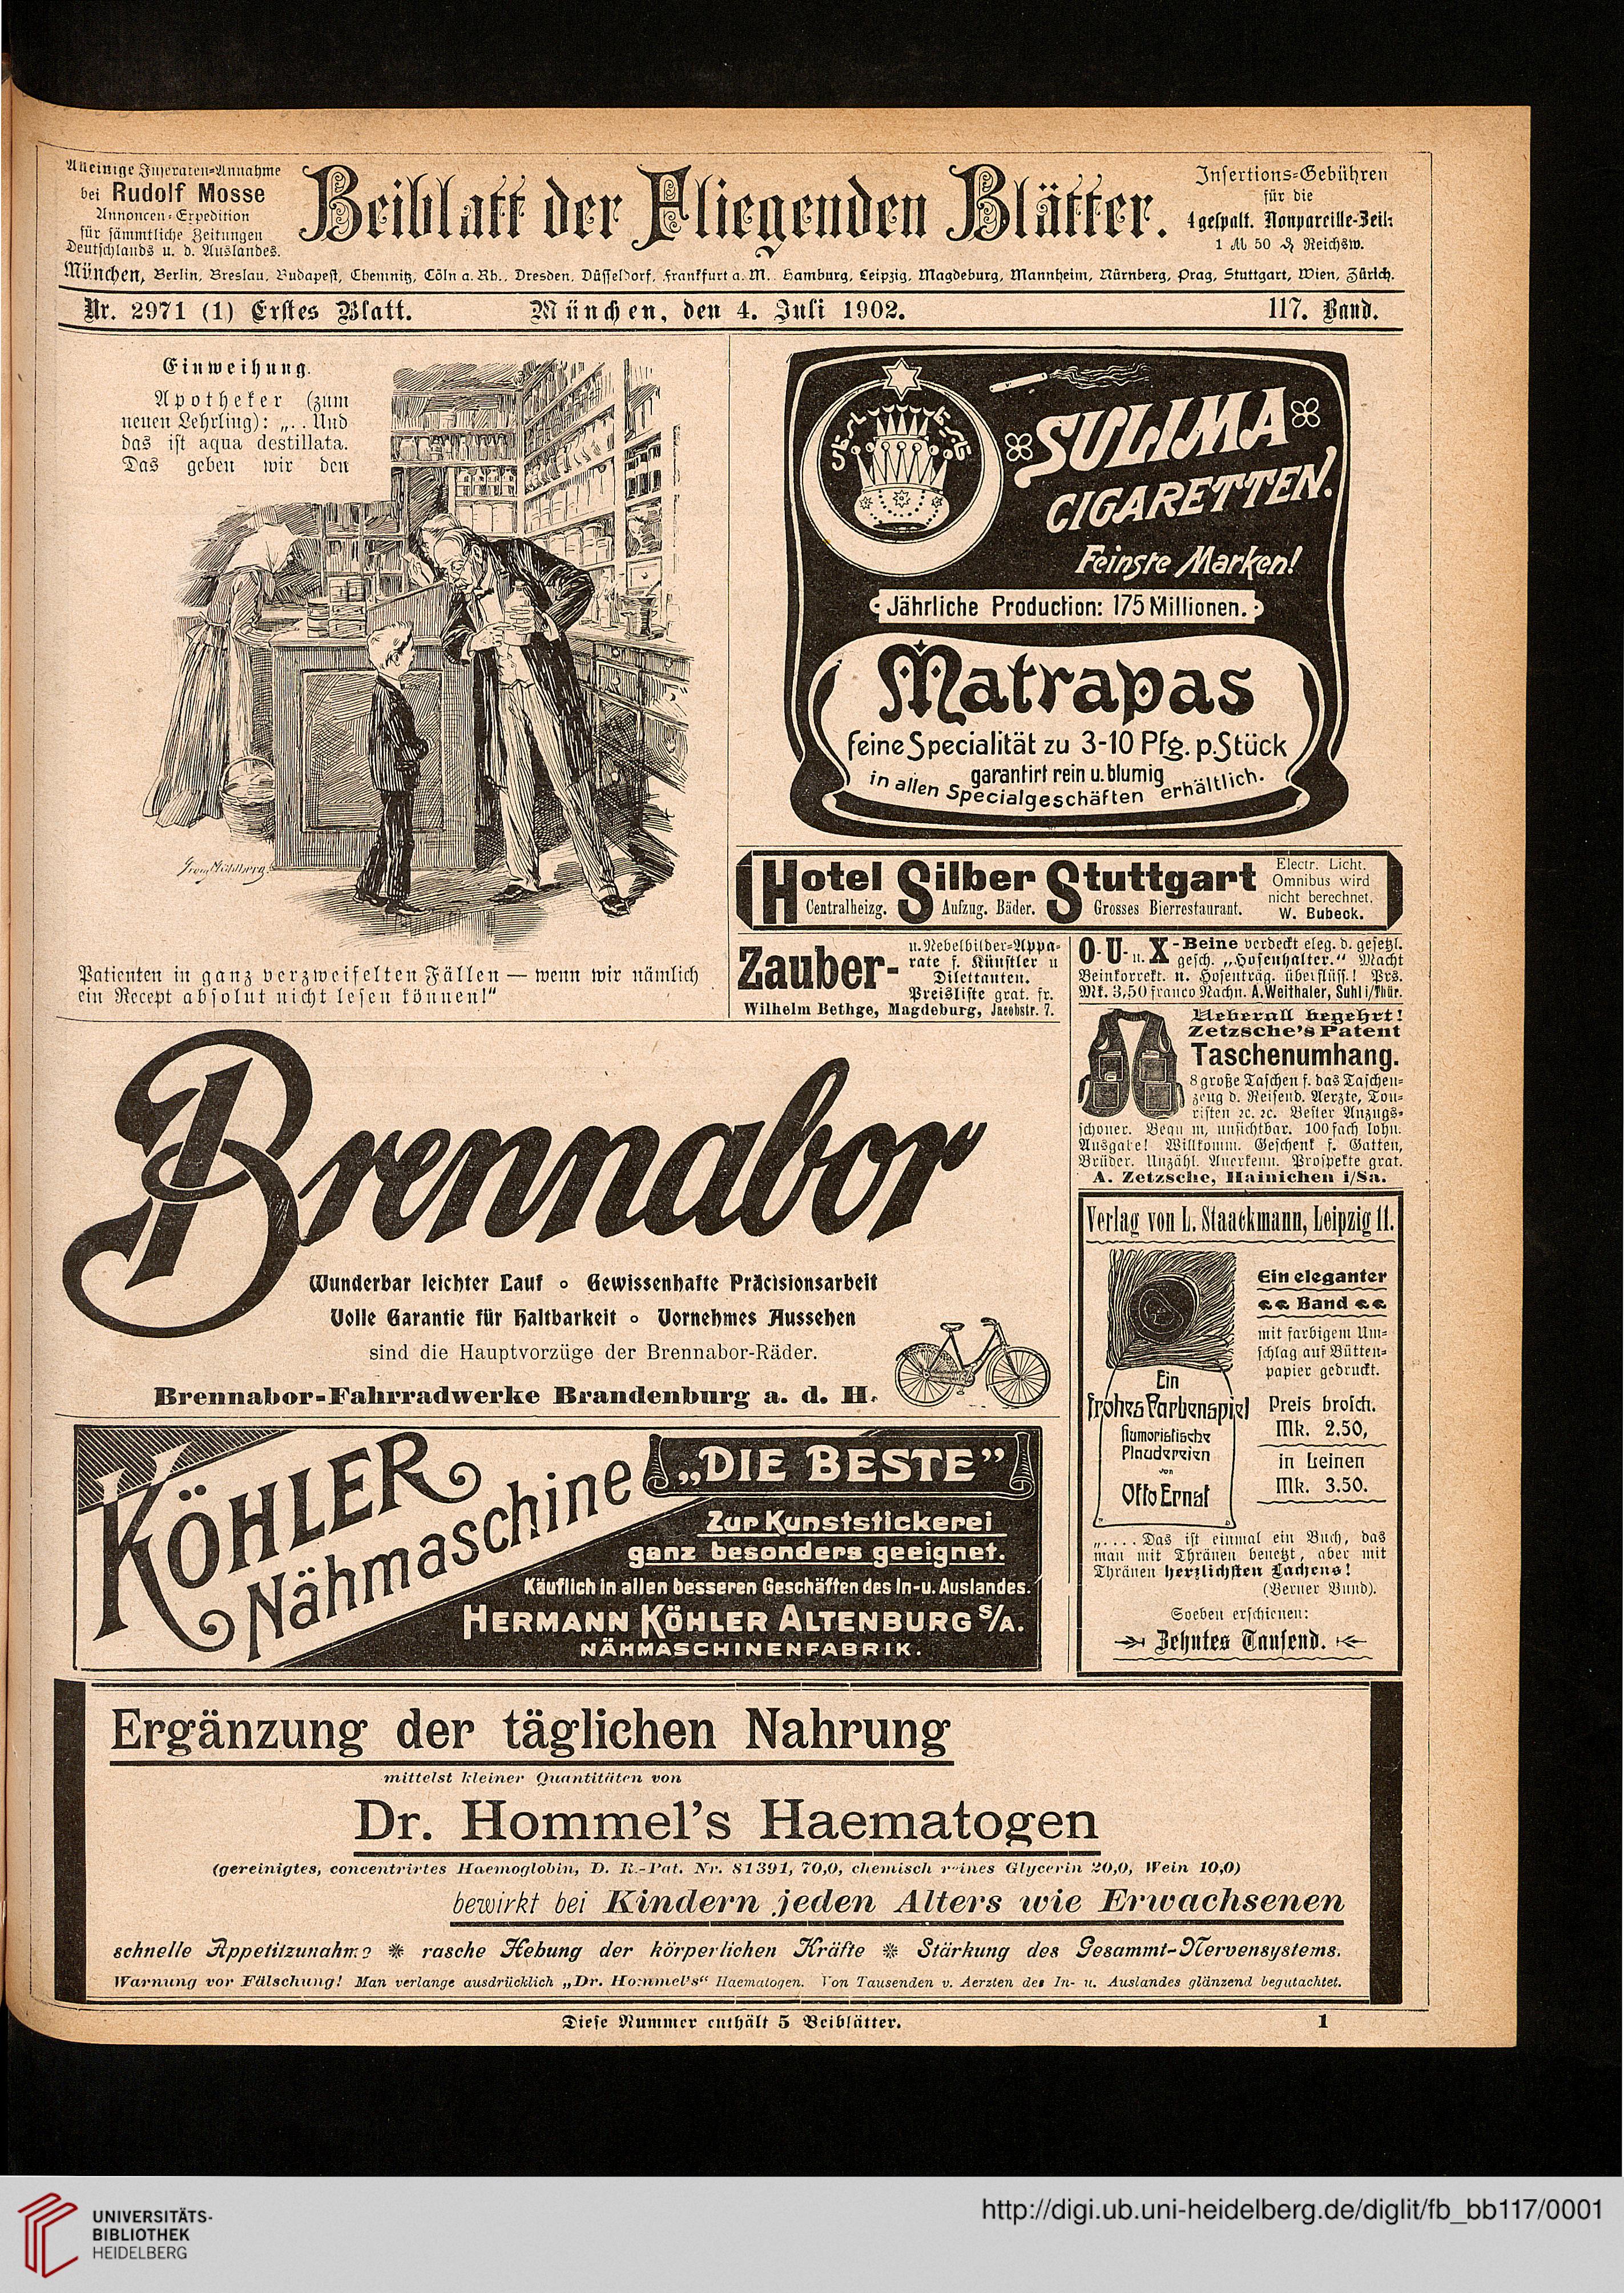 Alleinige Inseraten-Annahme
bei Rudolf Mosse
Annoncen-Expedition
für sämmtliche Zeitungen
Deutschlands u. d. Auslandes.
Beiblatt der Fliegenden Blätter.
Insertions-Gebühren
für die
4 gespalt. Nonpareille-Zeile
1 ℳ 50 ₰ Reichsw.
München, Berlin, Breslau, Budapest, Chemnitz, Cöln a. Rh., Dresden, Düsseldorf, Frankfurt a. M., Hamburg, Leipzig, Magdeburg, Mannheim, Nürnberg, Prag, Stuttgart, Wien, Zürich.
Nr. 2971 (1) Erstes Blatt. München, den 4. Juli 1902. 117. Band.
Einweihung.
Apotheker (zum
neuen Lehrling): „.. Und
das ist aqua destillata.
Das geben wir den
Franz Mühlberg
Patienten in ganz verzweifelten Fällen — wenn wir nämlich
ein Recept absolut nicht lesen können!"
SULIMA
CIGARETTEN.
Feinste Marken!
Jährliche Production: 175 Millionen.
Matrapas
feine Specialität zu 3-10 Pfg. p. Stück
garantirt rein u. blumig
in allen Specialgeschäften erhältlich.
Hotel Silber Stuttgart
Centralheizg. Aufzug. Bäder. Grosses Bierrestaurant.
Electr. Licht.
Omnibus wird
nicht berechnet.
W. Bubeck.
Zauber-
u. Nebelbilder-Appa-
rate f. Künstler u
Dilettanten.
Preisliste grat. fr.
Wilhelm Bethge, Magdeburg, Jacobstr. 7.
O- U- u. X-Beine verdeckt eleg. d. gesetzl.
gesch. „Hosenhalter." Macht
Beinkorrekt. u. Hosenträg. überflüss.! Prs.
Mk. 3,50 franco Nachn. A. Weithaler, Suhl i/Thür.
Ueberall begehrt!
Zetzsche's Patent
Taschenumhang.
8 große Taschen f. das Taschen-
zeug d. Reisend. Aerzte, Tou-
risten ꝛc. ꝛc. Bester Anzugs-
schoner. Bequem, unsichtbar. 100fach lohn.
Ausgabe! Willkomm. Geschenk f. Gatten,
Brüder. Unzähl. Anerkenn. Prospekte grat.
A. Zetzsche, Hainichen i/Sa.
Brennabor
Wunderbar leichter Lauf ∘ Gewissenhafte Präcisionsarbeit
Volle Garantie für Haltbarkeit ∘ Vornehmes Aussehen
sind die Hauptvorzüge der Brennabor-Räder.
Brennabor-Fahrradwerke Brandenburg a. d. H.
Verlag von L. Staackmann, Leipzig 11.
Ein
frohes Farbenspiel
Humoristische
Plaudereien
von
Otto Ernst
Ein eleganter
Band
mit farbigem Um-
schlag auf Bütten-
papier gedruckt.
Preis brosch.
Mk. 2.50,
in Leinen
Mk. 3.50.
„.... Das ist einmal ein Buch, das
man mit Thränen benetzt, aber mit
Thränen herzlichsten Lachens!
(Berner Bund).
Soeben erschienen:
Zehntes Tausend.
KÖHLER
Nähmaschine
„DIE BESTE"
Zur Kunststickerei
ganz besonders geeignet.
Käuflich in allen besseren Geschäften des In-u. Auslandes.
HERMANN KÖHLER ALTENBURG S/A.
NÄHMASCHINENFABRIK.
Ergänzung der täglichen Nahrung
mittelst kleiner Quantitäten von
Dr. Hommel's Haematogen
(gereinigtes, concentrirtes Haemoglobin, D. R.-Pat. Nr. 81391, 70,0, chemisch reines Glycerin 20,0, Wein 10,0)
bewirkt bei Kindern jeden Alters wie Erwachsenen
schnelle Appetitzunahme ※ rasche Hebung der körperlichen Kräfte ※ Stärkung des Gesammt-Nervensystems.
Warnung vor Fälschung! Man verlange ausdrücklich „Dr. Hommel's" Haematogen. Von Tausenden v. Aerzten des In- u. Auslandes glänzend begutachtet.
Diese Nummer enthält 5 Beiblätter. 1
UNIVERSITÄTS-
BIBLIOTHEK
HEIDELBERG
http://digi.ub.uni-heidelberg.de/diglit/fb_bb117/0001